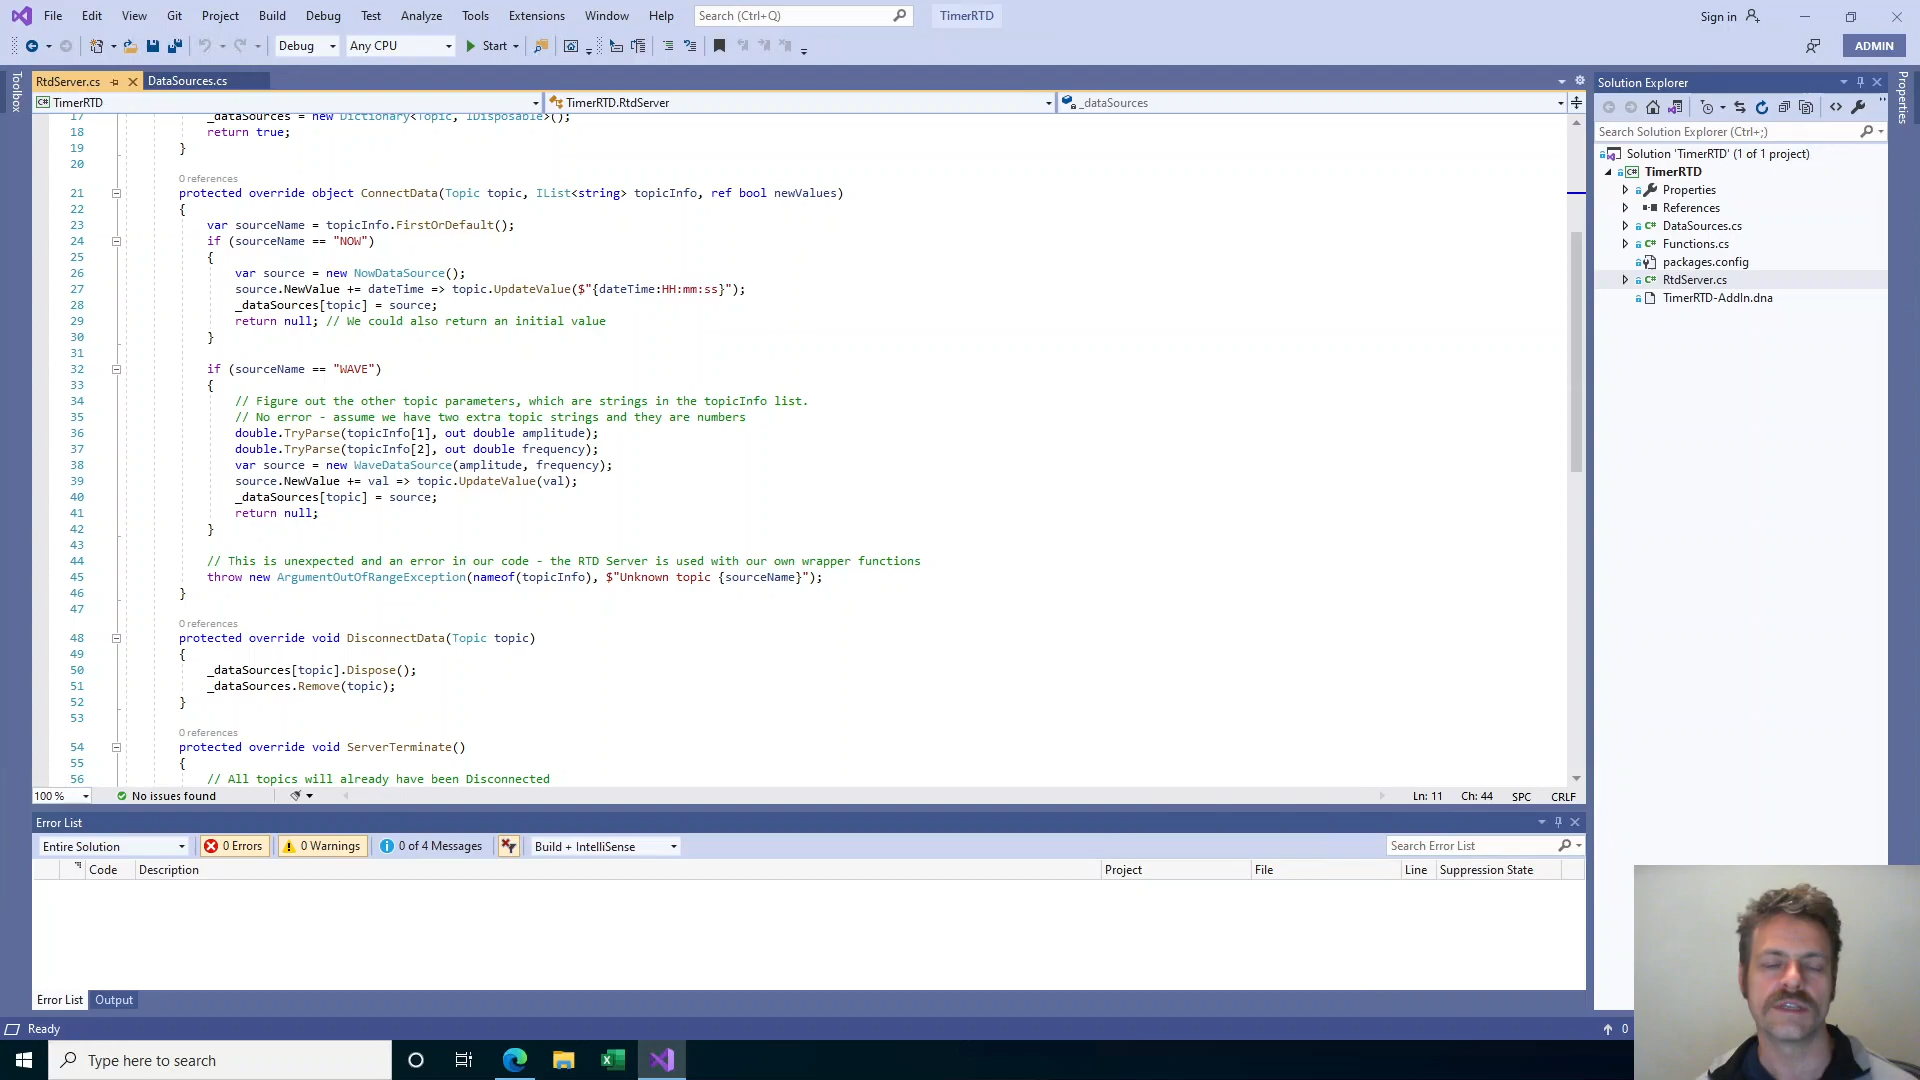 File Edit View Git Project Build Debug Test Analyze Tools Extensions Window Help Search (Ctrl+Q) TimerRTD Sign in
Debug Any CPU Start ADMIN
Toolbox
RtdServer.cs DataSources.cs
TimerRTD TimerRTD.RtdServer _dataSources
17 _dataSources = new Dictionary<Topic, IDisposable>();
18 return true;
19 }
20
0 references
21 protected override object ConnectData(Topic topic, IList<string> topicInfo, ref bool newValues)
22 {
23 var sourceName = topicInfo.FirstOrDefault();
24 if (sourceName == "NOW")
25 {
26 var source = new NowDataSource();
27 source.NewValue += dateTime => topic.UpdateValue($"{dateTime:HH:mm:ss}");
28 _dataSources[topic] = source;
29 return null; // We could also return an initial value
30 }
31
32 if (sourceName == "WAVE")
33 {
34 // Figure out the other topic parameters, which are strings in the topicInfo list.
35 // No error - assume we have two extra topic strings and they are numbers
36 double.TryParse(topicInfo[1], out double amplitude);
37 double.TryParse(topicInfo[2], out double frequency);
38 var source = new WaveDataSource(amplitude, frequency);
39 source.NewValue += val => topic.UpdateValue(val);
40 _dataSources[topic] = source;
41 return null;
42 }
43
44 // This is unexpected and an error in our code - the RTD Server is used with our own wrapper functions
45 throw new ArgumentOutOfRangeException(nameof(topicInfo), $"Unknown topic {sourceName}");
46 }
47
0 references
48 protected override void DisconnectData(Topic topic)
49 {
50 _dataSources[topic].Dispose();
51 _dataSources.Remove(topic);
52 }
53
0 references
54 protected override void ServerTerminate()
55 {
56 // All topics will already have been Disconnected
100 % No issues found Ln: 11 Ch: 44 SPC CRLF
Error List
Entire Solution 0 Errors 0 Warnings 0 of 4 Messages Build + IntelliSense Search Error List
Code Description Project File Line Suppression State
Error List Output
Ready 0
Type here to search
Solution Explorer
Search Solution Explorer (Ctrl+;)
Solution 'TimerRTD' (1 of 1 project)
TimerRTD
Properties
References
DataSources.cs
Functions.cs
packages.config
RtdServer.cs
TimerRTD-AddIn.dna
Properties